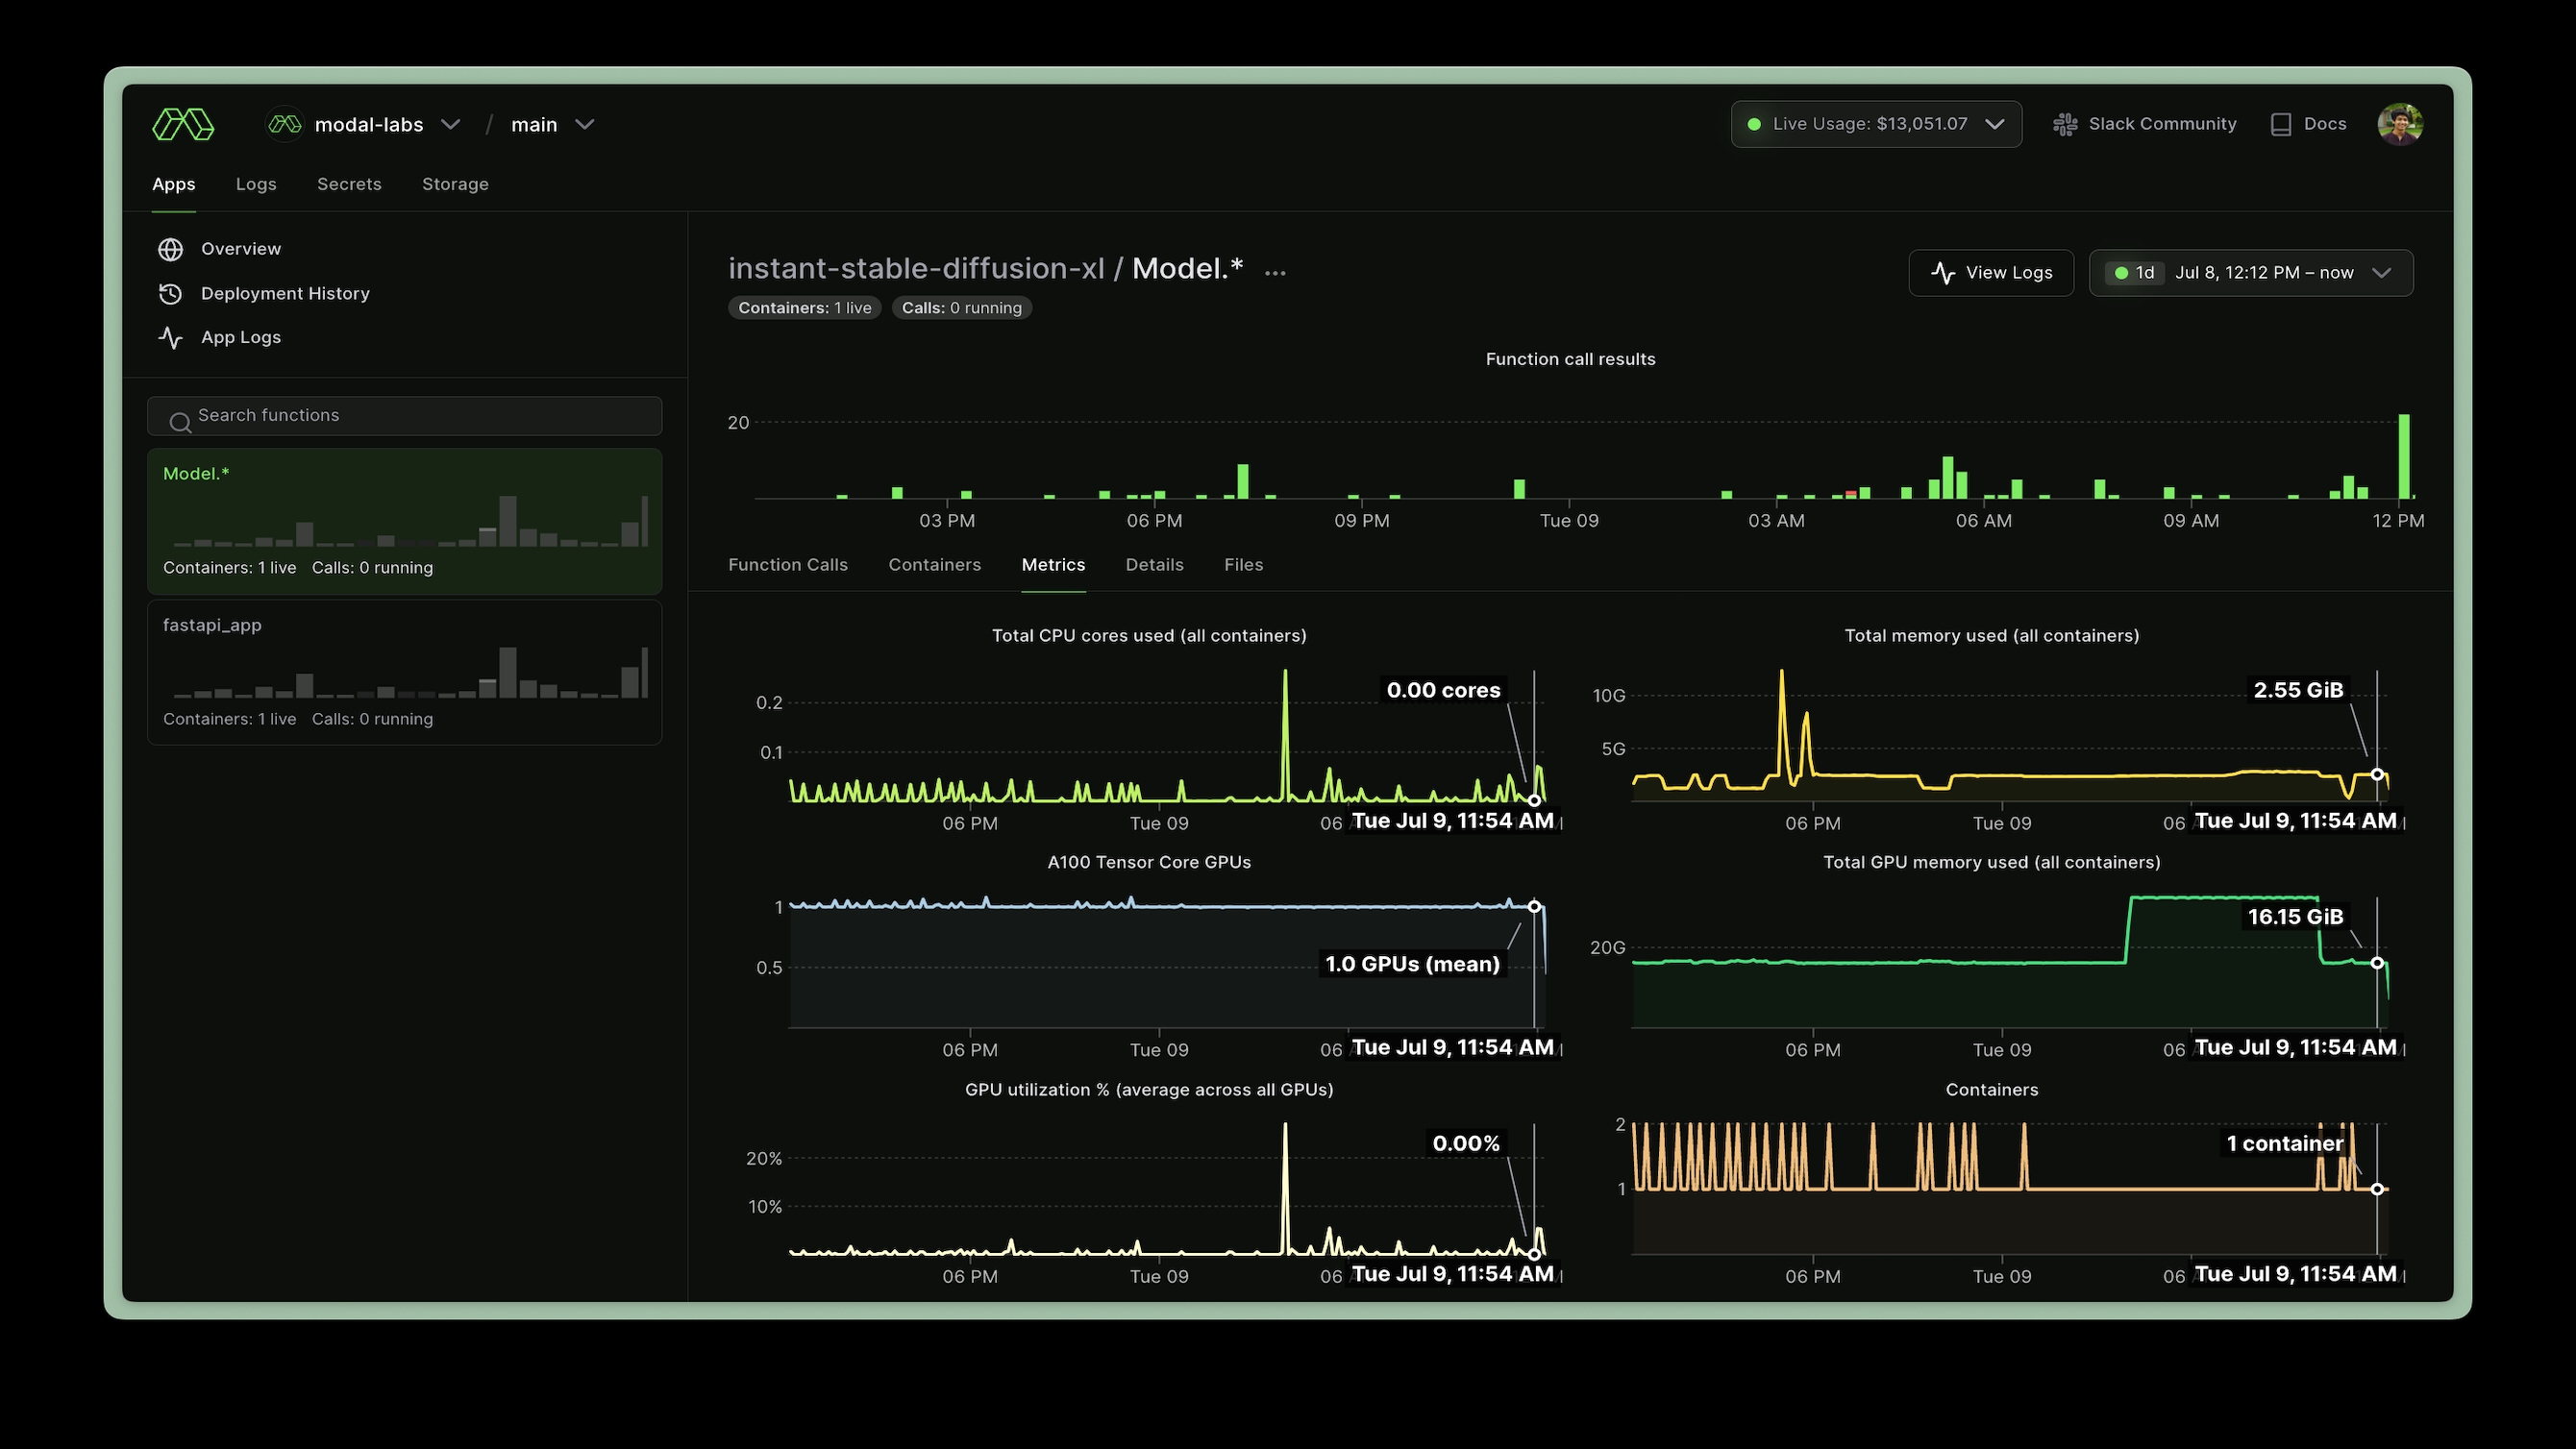 modal-labs / main
Live Usage: $13,051.07
Slack Community
Docs
Apps Logs Secrets Storage
Overview
Deployment History
App Logs
Search functions
Model.*
Containers: 1 live Calls: 0 running
fastapi_app
Containers: 1 live Calls: 0 running
instant-stable-diffusion-xl / Model.* ...
Containers: 1 live Calls: 0 running
View Logs
1d Jul 8, 12:12 PM – now
Function call results
20
03 PM 06 PM 09 PM Tue 09 03 AM 06 AM 09 AM 12 PM
Function Calls Containers Metrics Details Files
Total CPU cores used (all containers)
0.00 cores
0.2
0.1
06 PM Tue 09 06 Tue Jul 9, 11:54 AM
Total memory used (all containers)
2.55 GiB
10G
5G
06 PM Tue 09 06 Tue Jul 9, 11:54 AM
A100 Tensor Core GPUs
1
0.5
1.0 GPUs (mean)
06 PM Tue 09 06 Tue Jul 9, 11:54 AM
Total GPU memory used (all containers)
16.15 GiB
20G
06 PM Tue 09 06 Tue Jul 9, 11:54 AM
GPU utilization % (average across all GPUs)
0.00%
20%
10%
06 PM Tue 09 06 Tue Jul 9, 11:54 AM
Containers
2
1 container
1
06 PM Tue 09 06 Tue Jul 9, 11:54 AM